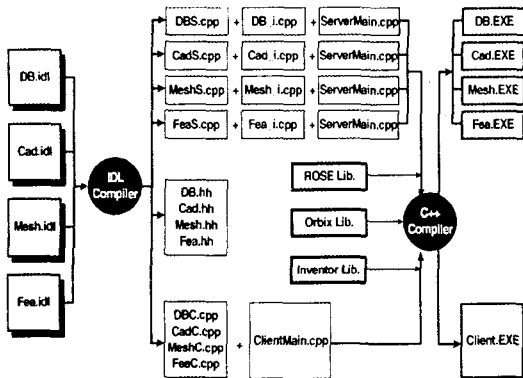 DB.idl
Cad.idl
Mesh.idl
Fea.idl
IDL
Compiler
DBS.cpp + DB_i.cpp + ServerMain.cpp
CadS.cpp + Cad_i.cpp + ServerMain.cpp
MeshS.cpp + Mesh_i.cpp + ServerMain.cpp
FeaS.cpp + Fea_i.cpp + ServerMain.cpp
DB.hh
Cad.hh
Mesh.hh
Fea.hh
DBC.cpp
CadC.cpp
MeshC.cpp
FeaC.cpp
+ ClientMain.cpp
ROSE Lib.
Orbix Lib.
Inventor Lib.
C++
Compiler
DB.EXE
Cad.EXE
Mesh.EXE
Fea.EXE
Client.EXE